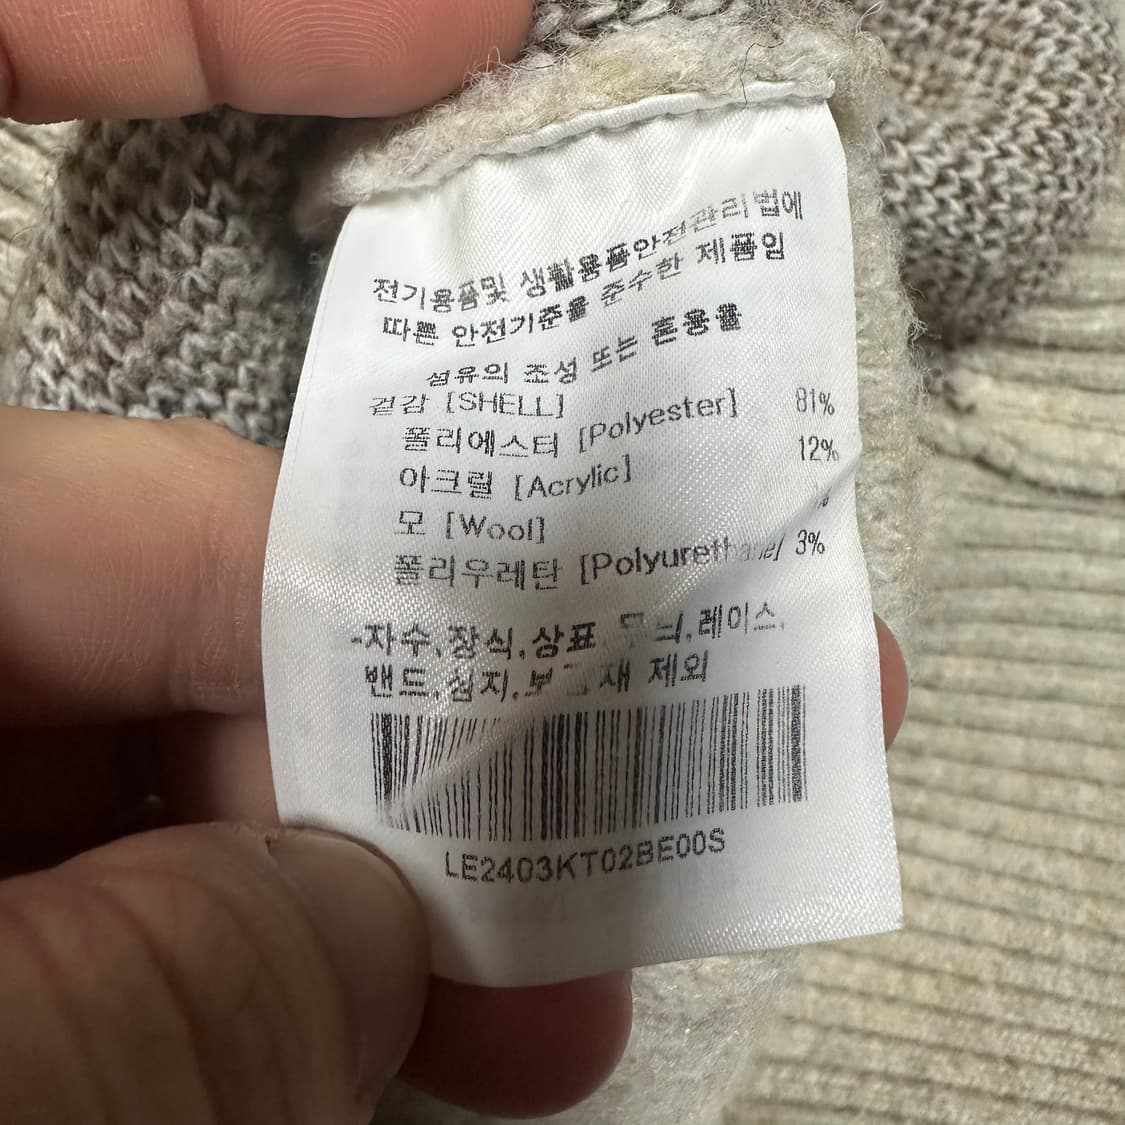 전기용품및 생활용품안전관리법에
따른 안전기준을 준수한 제품임
섬유의 조성 또는 혼용율
겉감 [SHELL]
폴리에스터 [Polyester] 81%
아크릴 [Acrylic] 12%
모 [Wool] %
폴리우레탄 [Polyurethane] 3%
-자수,장식,상표, 레이스,
밴드,심지, 제외
LE2403KT02BE00S